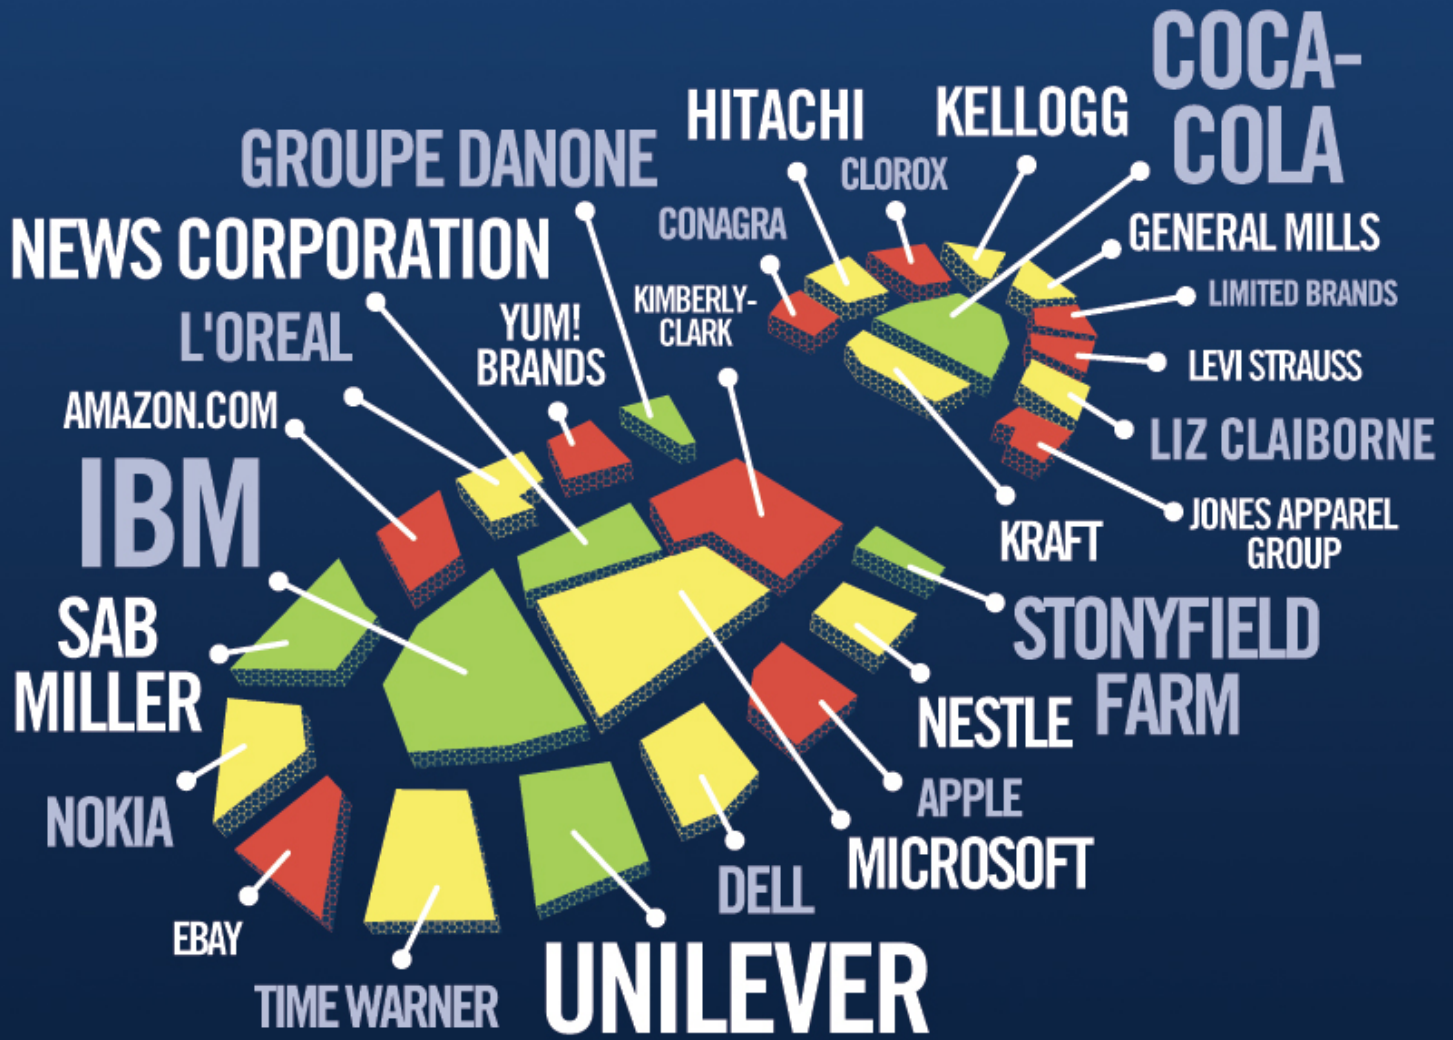 COCA-
COLA
HITACHI
KELLOGG
GROUPE DANONE
CLOROX
CONAGRA
GENERAL MILLS
NEWS CORPORATION
LIMITED BRANDS
KIMBERLY-
CLARK
L'OREAL
YUM!
BRANDS
LEVI STRAUSS
AMAZON.COM
LIZ CLAIBORNE
IBM
JONES APPAREL
GROUP
KRAFT
SAB
MILLER
STONYFIELD
FARM
NESTLE
NOKIA
APPLE
MICROSOFT
DELL
EBAY
TIME WARNER
UNILEVER